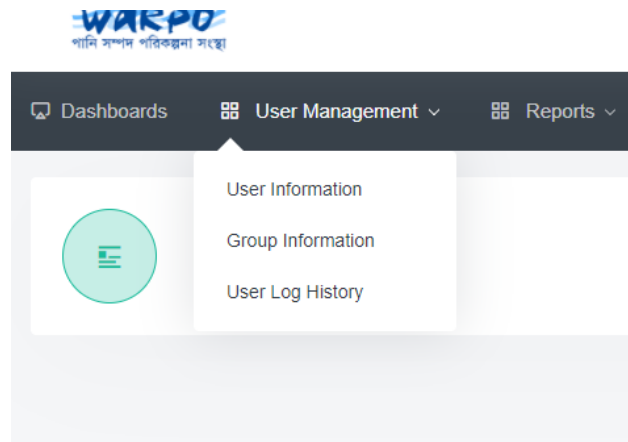 WARPO
পানি সম্পদ পরিকল্পনা সংস্থা
Dashboards User Management Reports
User Information
Group Information
User Log History